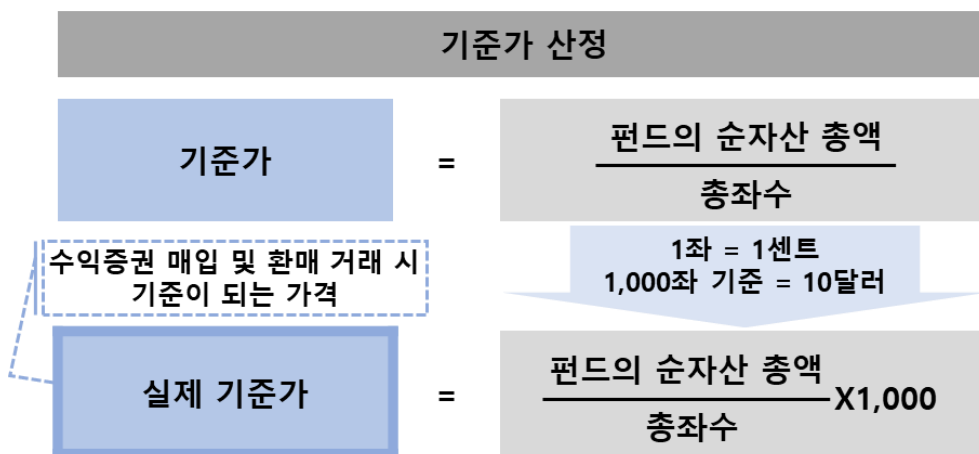 기준가 산정
기준가
=
펀드의 순자산 총액
총좌수
수익증권 매입 및 환매 거래 시
기준이 되는 가격
1좌 = 1센트
1,000좌 기준 = 10달러
실제 기준가
=
펀드의 순자산 총액
총좌수
X1,000